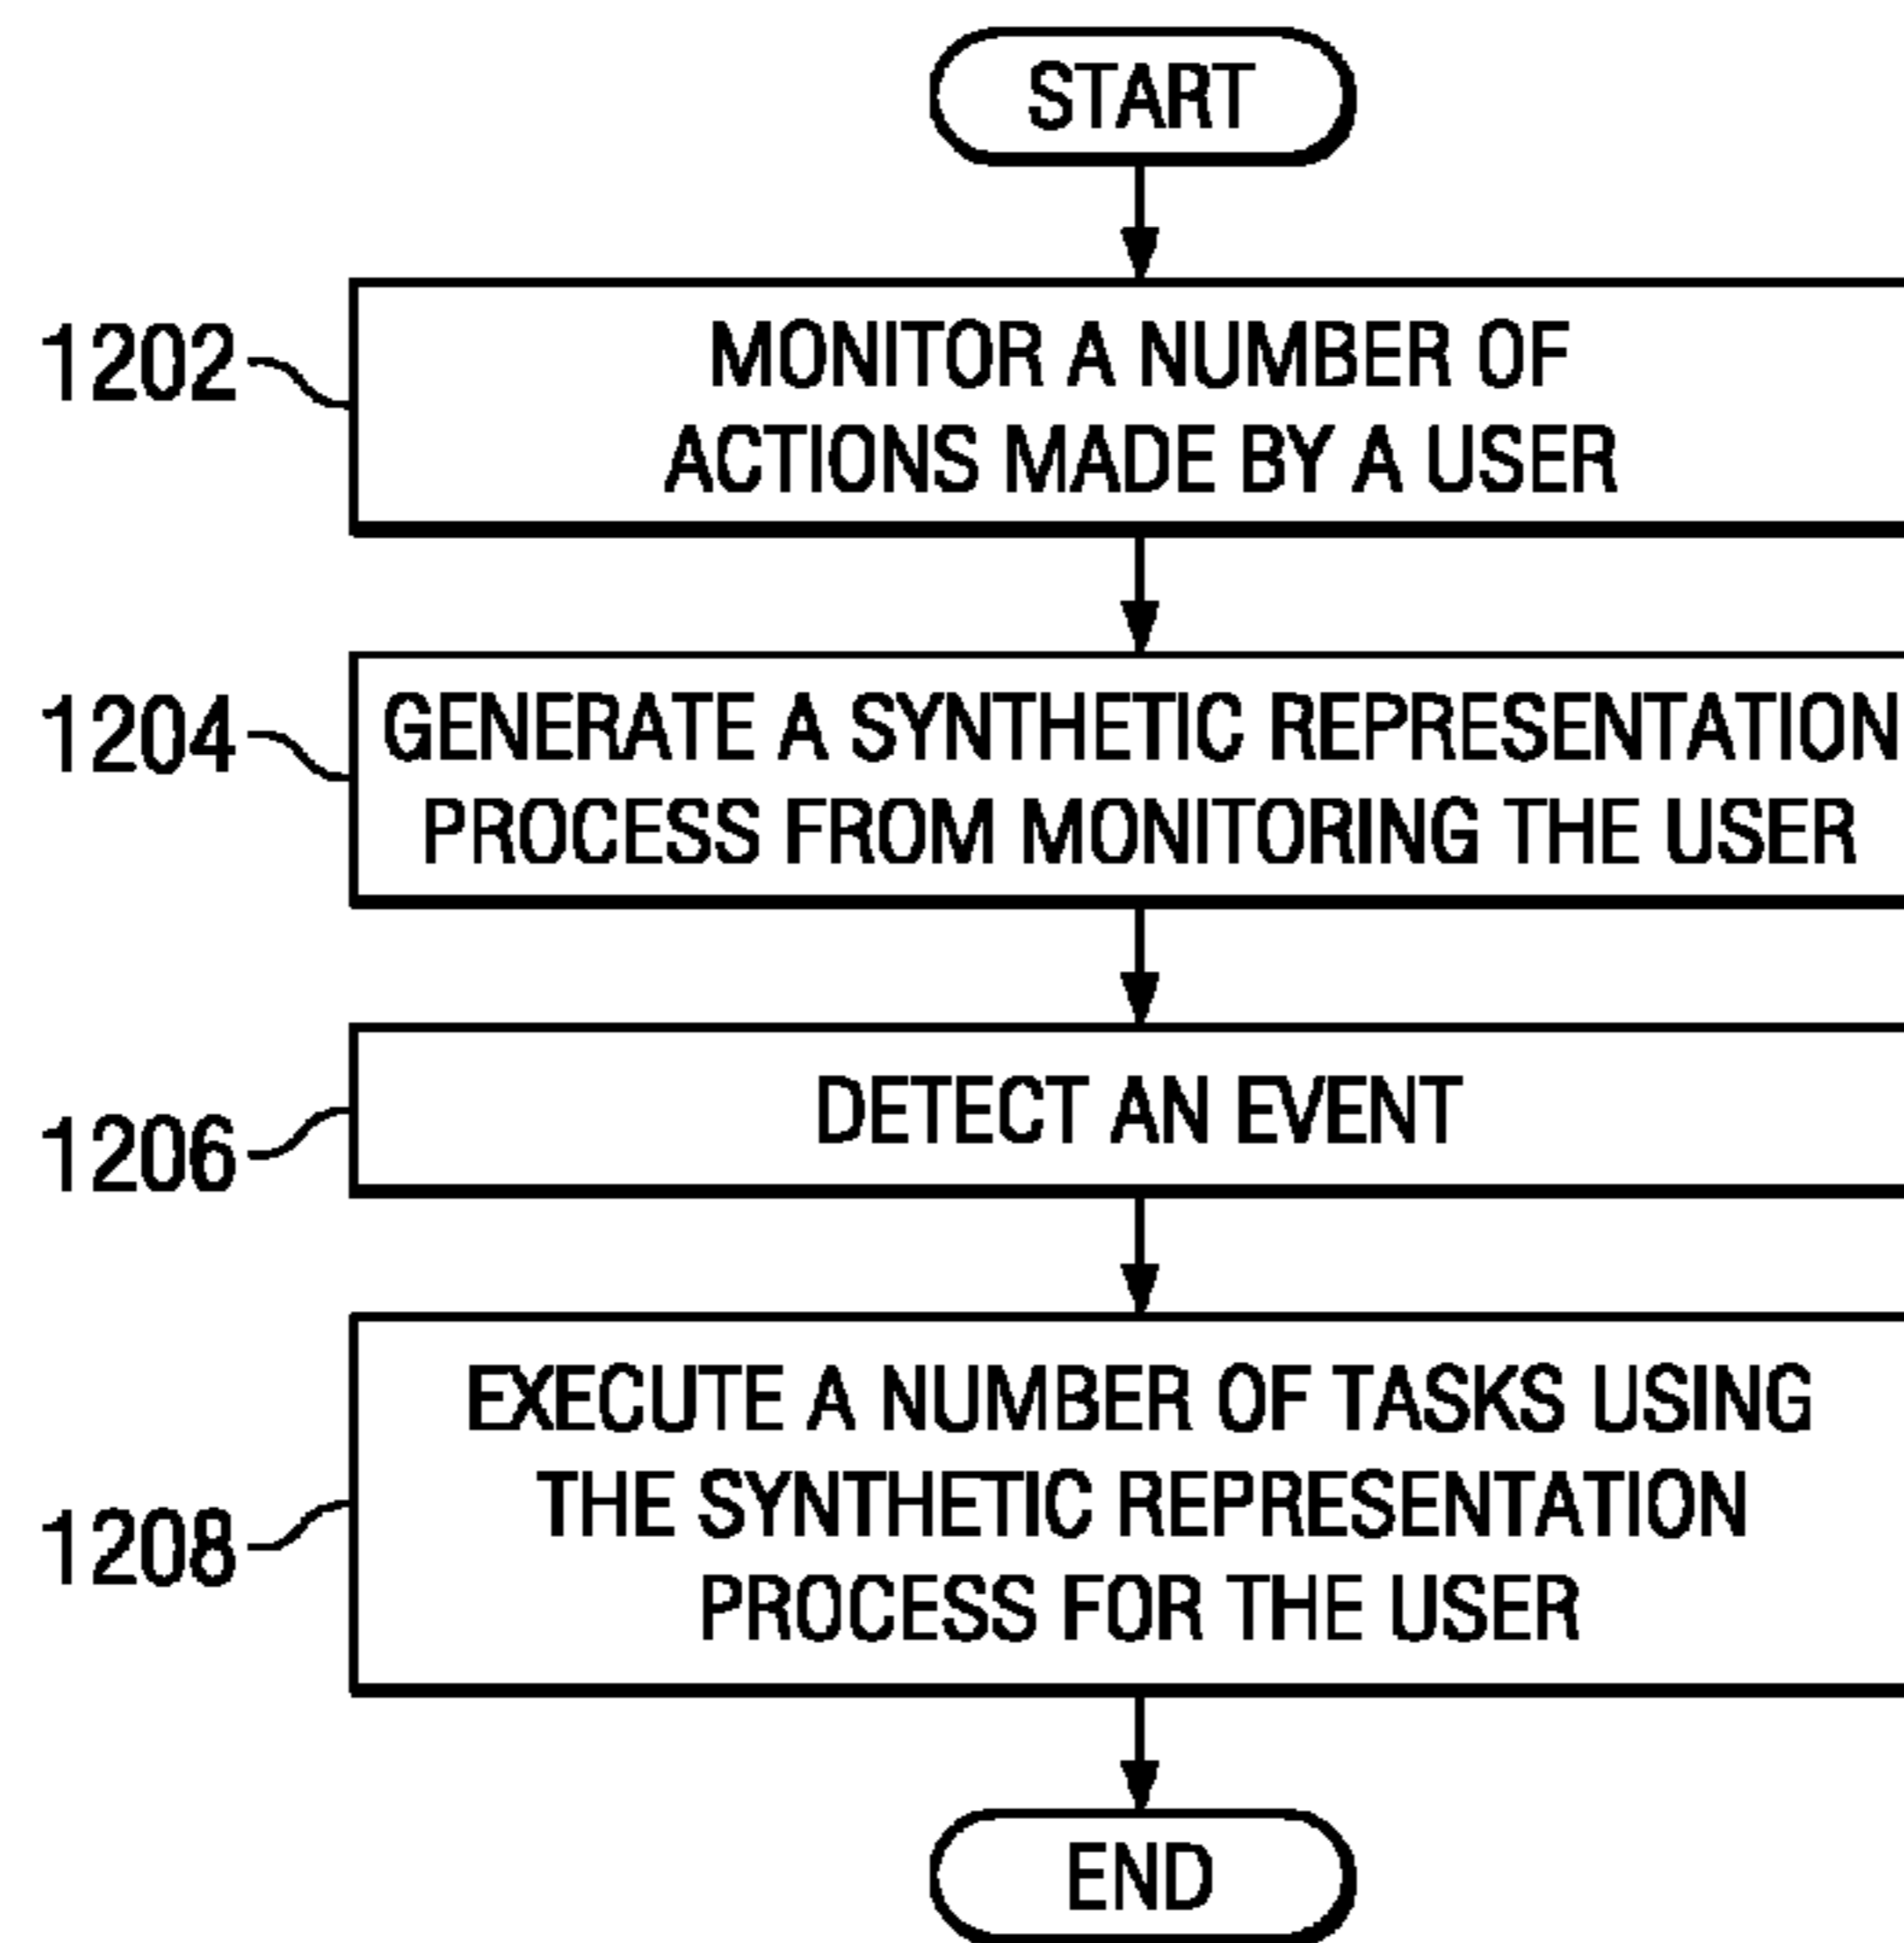 START
1202
MONITOR A NUMBER OF
ACTIONS MADE BY A USER
1204
GENERATE A SYNTHETIC REPRESENTATION
PROCESS FROM MONITORING THE USER
1206
DETECT AN EVENT
1208
EXECUTE A NUMBER OF TASKS USING
THE SYNTHETIC REPRESENTATION
PROCESS FOR THE USER
END